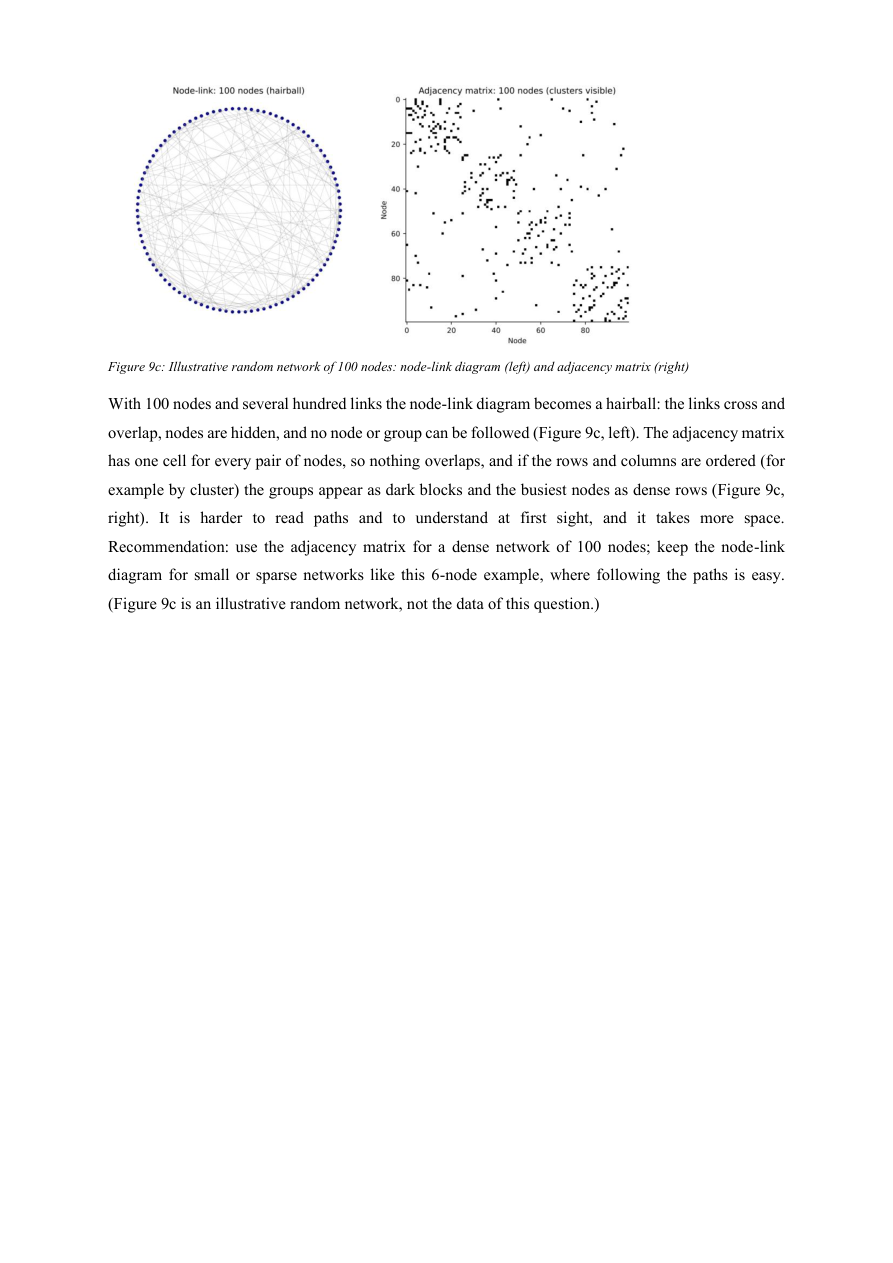 Node-link: 100 nodes (hairball)
Adjacency matrix: 100 nodes (clusters visible)
0
20
40
60
80
Node
0
20
40
60
80
Node
Figure 9c: Illustrative random network of 100 nodes: node-link diagram (left) and adjacency matrix (right)
With 100 nodes and several hundred links the node-link diagram becomes a hairball: the links cross and
overlap, nodes are hidden, and no node or group can be followed (Figure 9c, left). The adjacency matrix
has one cell for every pair of nodes, so nothing overlaps, and if the rows and columns are ordered (for
example by cluster) the groups appear as dark blocks and the busiest nodes as dense rows (Figure 9c,
right). It is harder to read paths and to understand at first sight, and it takes more space.
Recommendation: use the adjacency matrix for a dense network of 100 nodes; keep the node-link
diagram for small or sparse networks like this 6-node example, where following the paths is easy.
(Figure 9c is an illustrative random network, not the data of this question.)